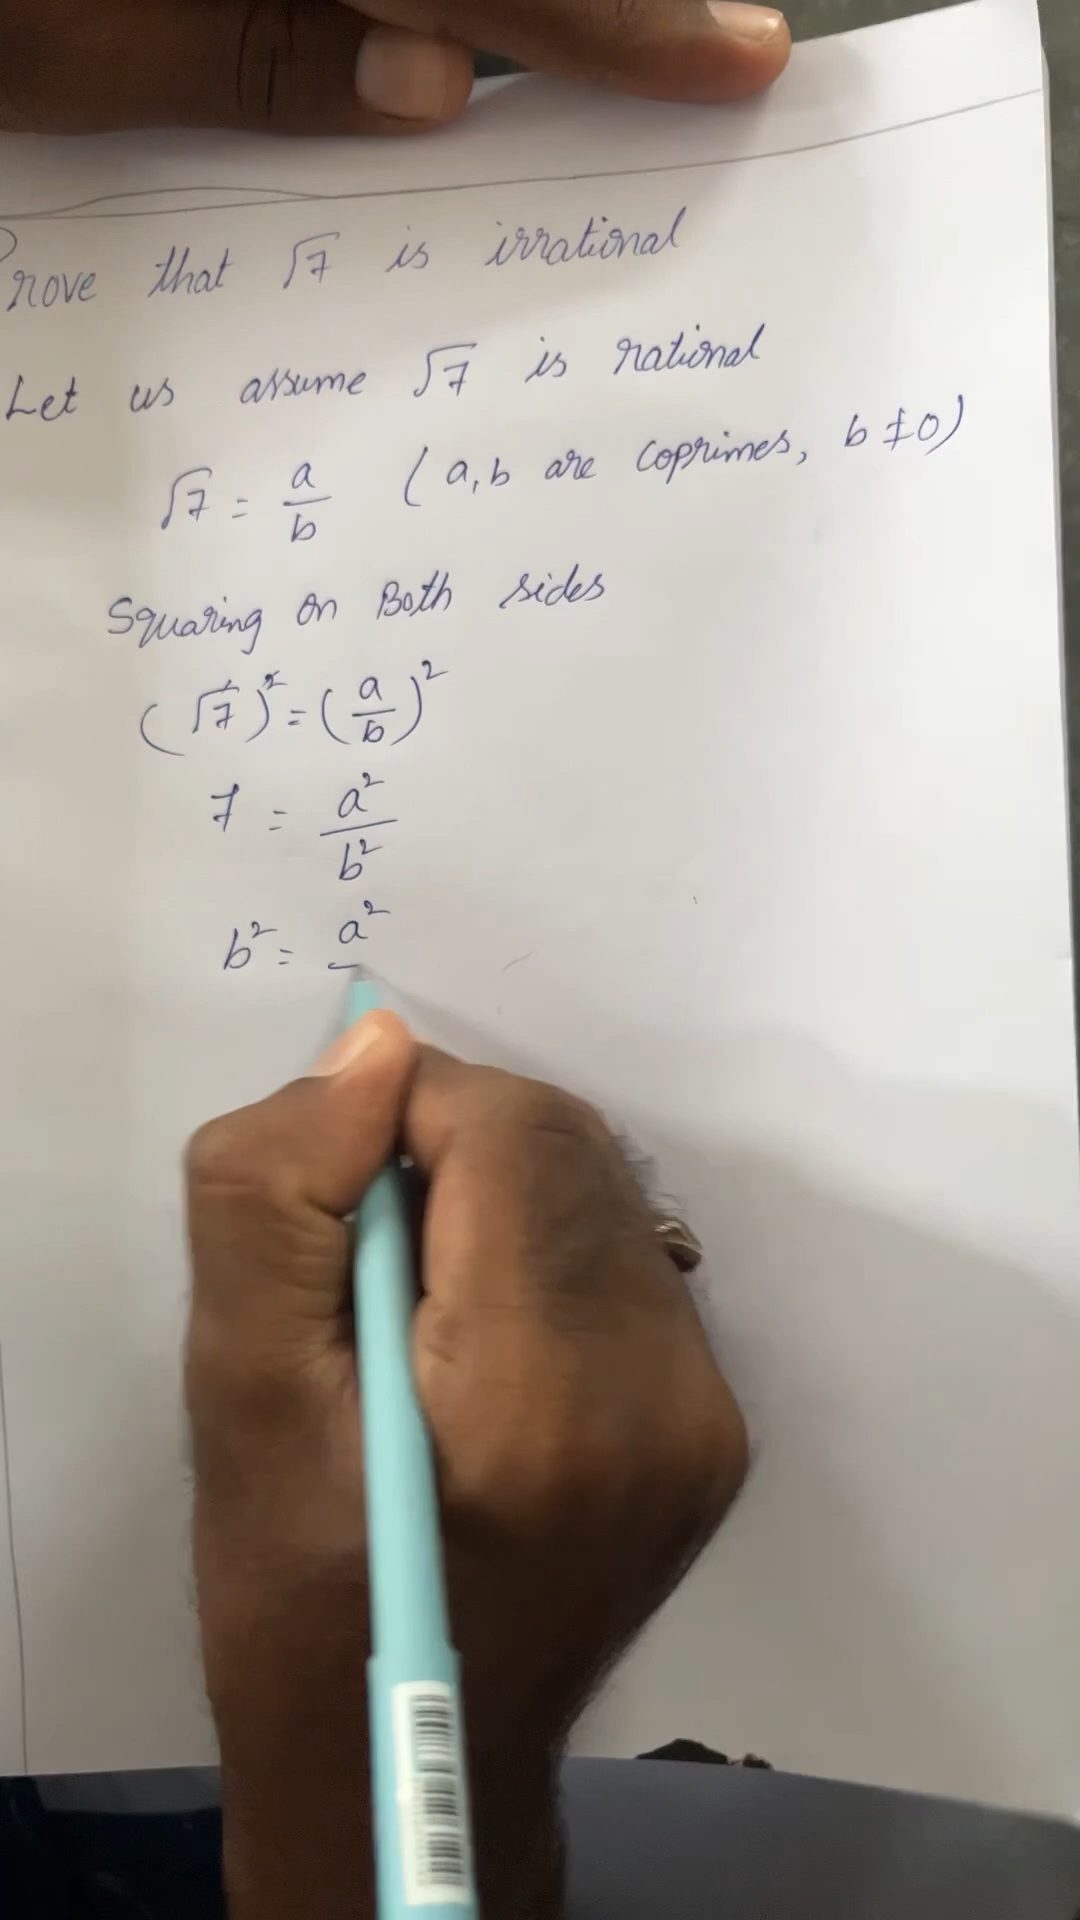 Prove that √7 is irrational
Let us assume √7 is rational
√7 = a/b (a, b are coprimes, b ≠ 0)
Squaring on Both sides
(√7)² = (a/b)²
7 = a²/b²
b² = a²